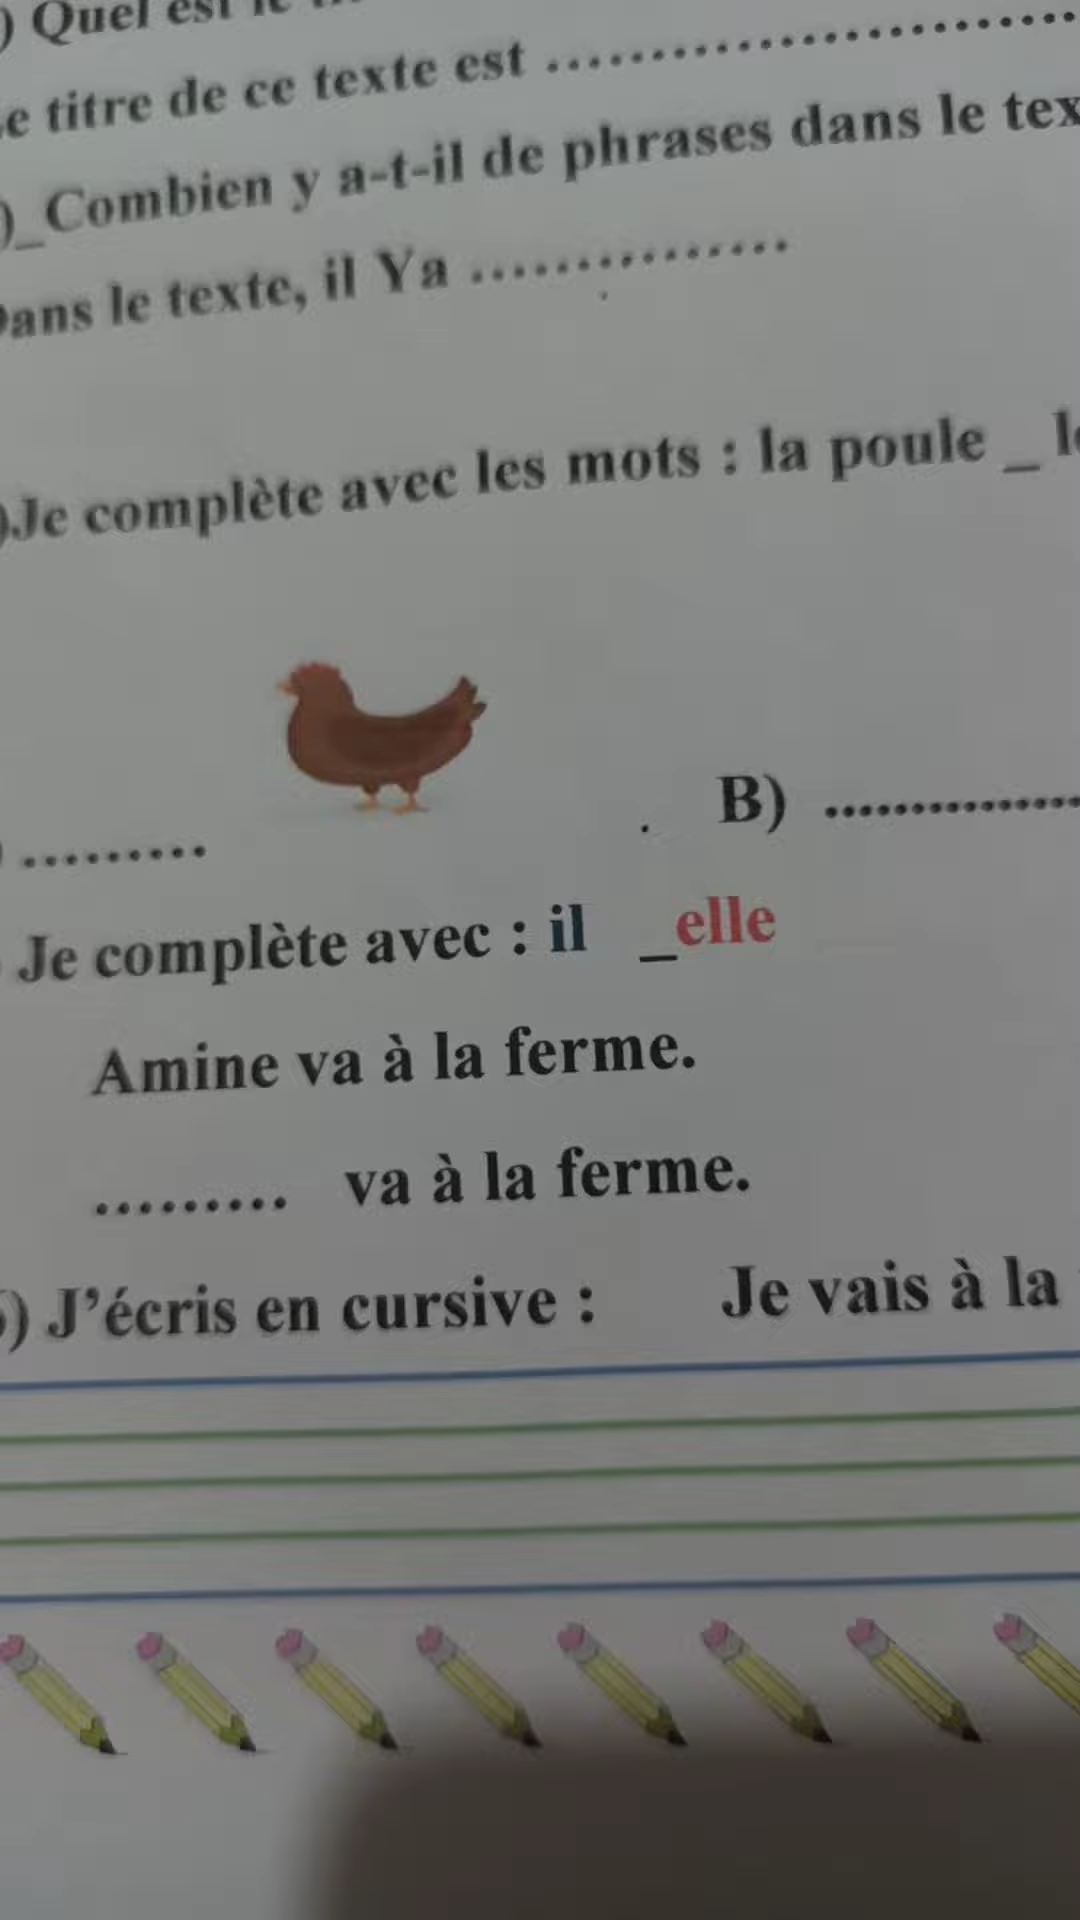 ) Quel est le
e titre de ce texte est ..............................
)_Combien y a-t-il de phrases dans le tex
ans le texte, il Ya ...............
)Je complète avec les mots : la poule _ l
.........
. B) ................
Je complète avec : il _elle
Amine va à la ferme.
......... va à la ferme.
) J'écris en cursive : Je vais à la